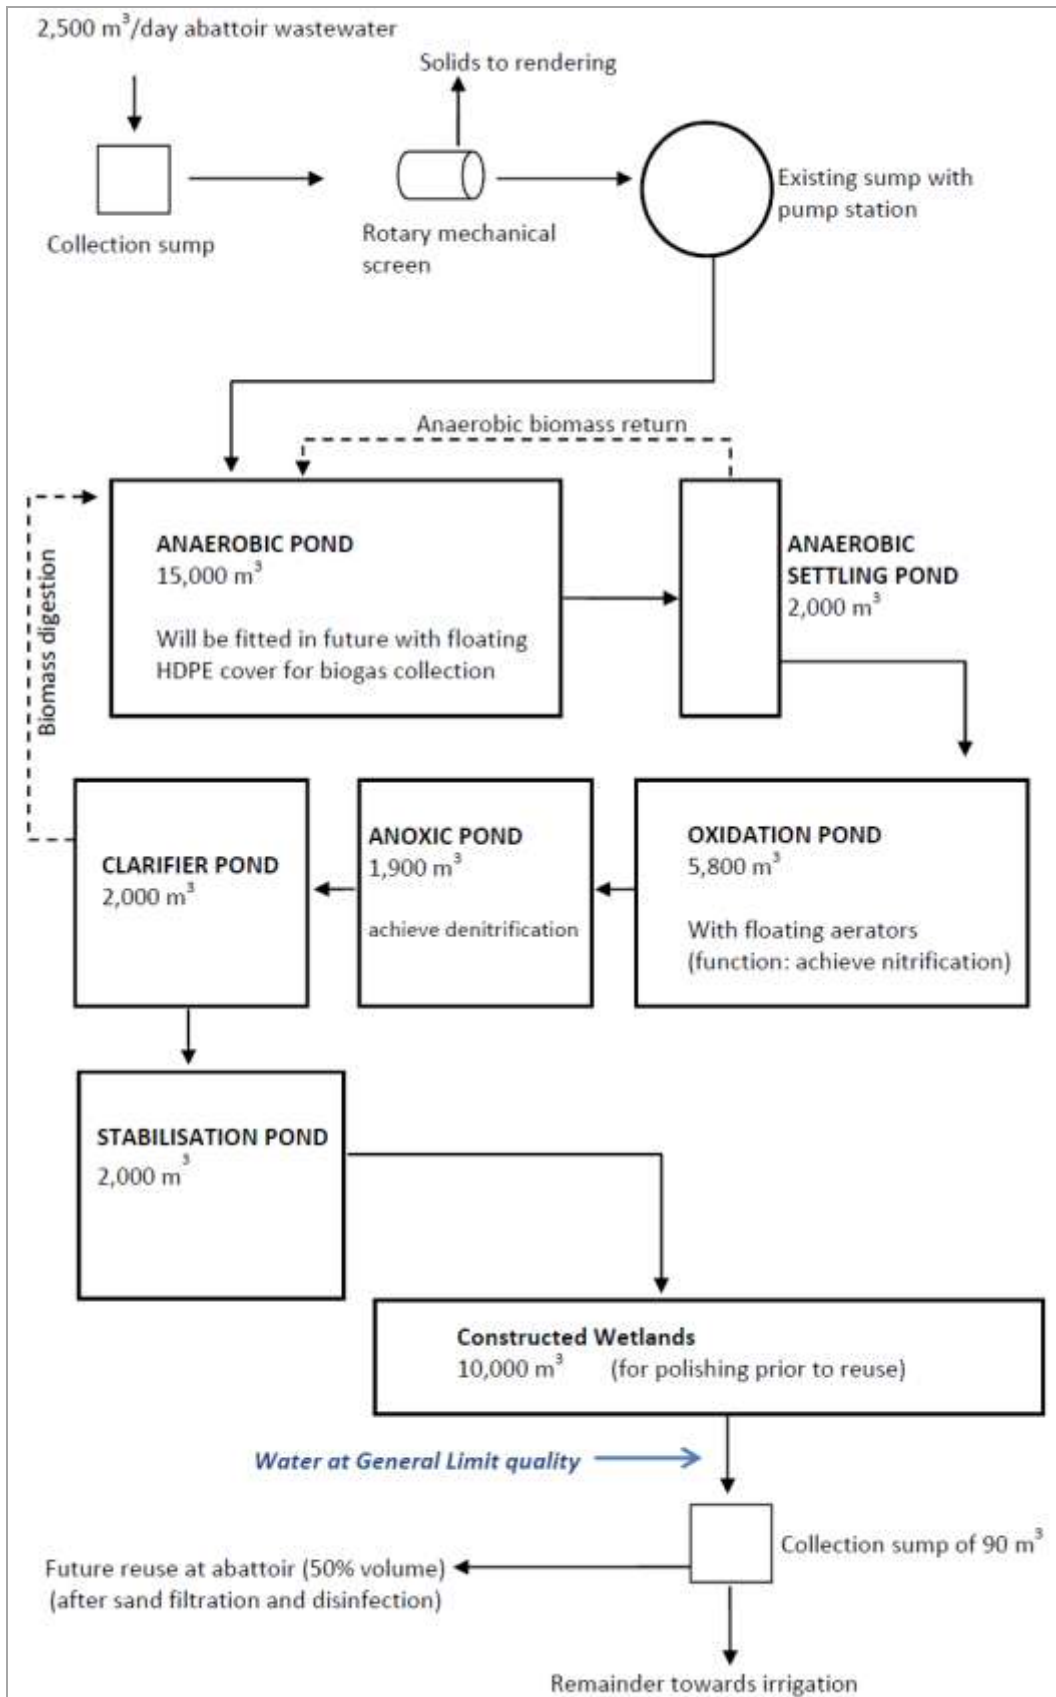 2,500 m³/day abattoir wastewater
Solids to rendering
Existing sump with
pump station
Collection sump
Rotary mechanical
screen
Anaerobic biomass return
Biomass digestion
ANAEROBIC POND
15,000 m³
Will be fitted in future with floating
HDPE cover for biogas collection
ANAEROBIC
SETTLING POND
2,000 m³
CLARIFIER POND
2,000 m³
ANOXIC POND
1,900 m³
achieve denitrification
OXIDATION POND
5,800 m³
With floating aerators
(function: achieve nitrification)
STABILISATION POND
2,000 m³
Constructed Wetlands
10,000 m³ (for polishing prior to reuse)
Water at General Limit quality
Collection sump of 90 m³
Future reuse at abattoir (50% volume)
(after sand filtration and disinfection)
Remainder towards irrigation